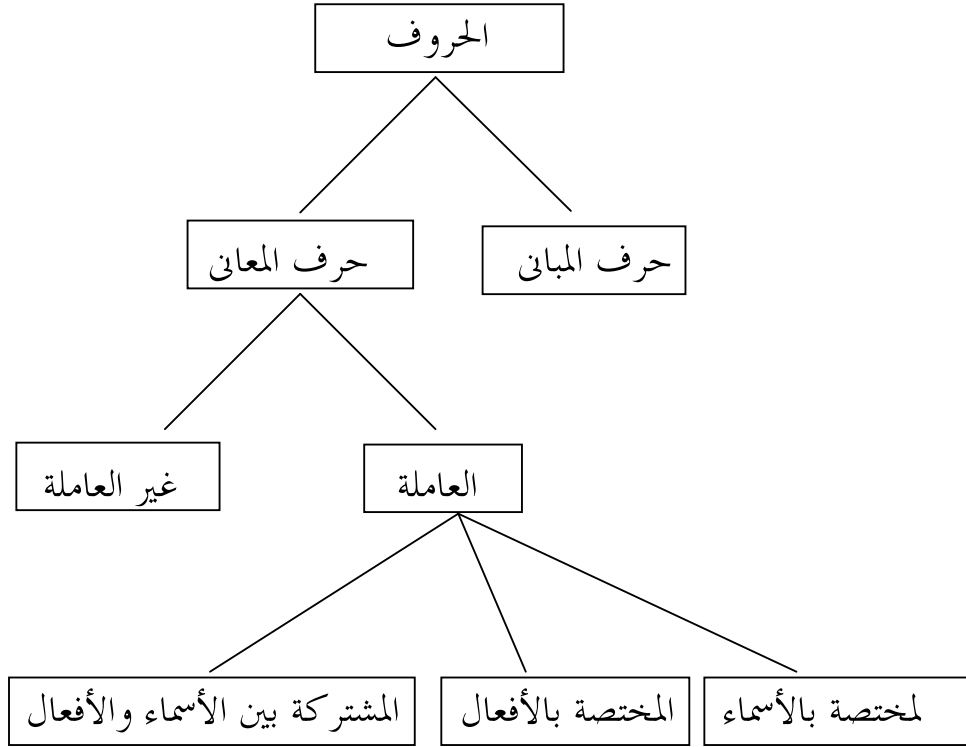 الحروف
حرف المبانى
حرف المعانى
العاملة
غير العاملة
لمختصة بالأسماء
المختصة بالأفعال
المشتركة بين الأسماء والأفعال